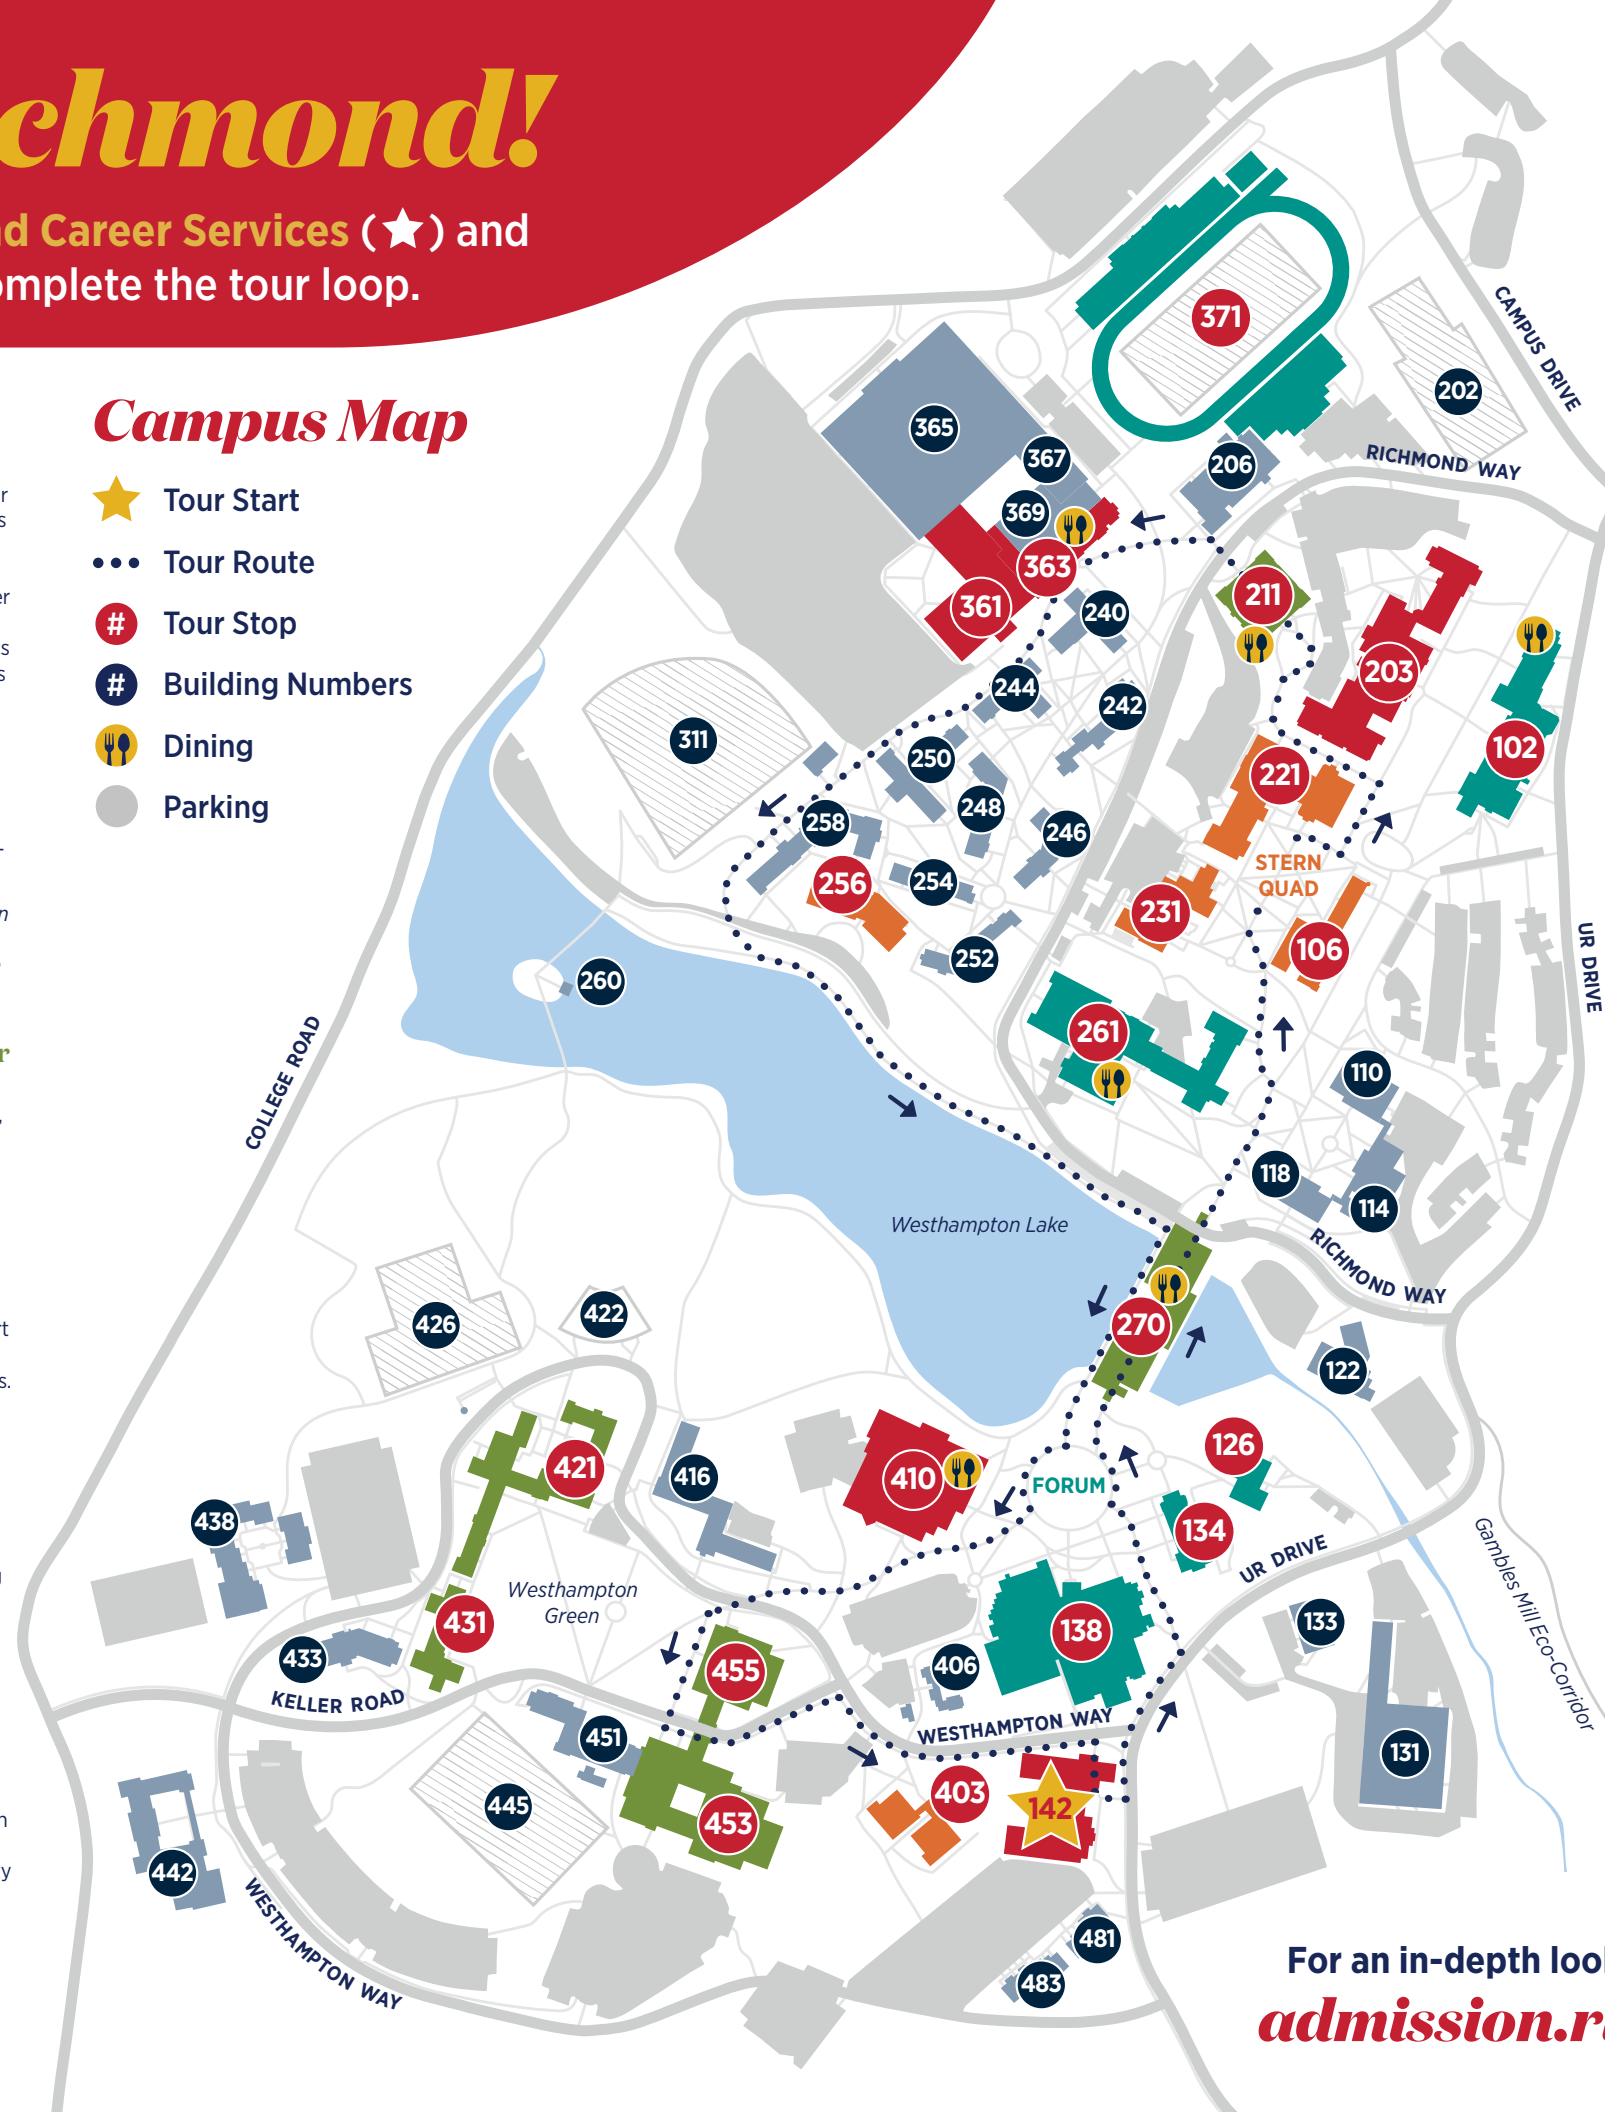 chmond!
d Career Services ( ) and
omplete the tour loop.
Campus Map
Tour Start
Tour Route
# Tour Stop
# Building Numbers
Dining
Parking
371
CAMPUS DRIVE
202
RICHMOND WAY
365
367
206
369
363
211
361
240
203
244
242
102
311
250
221
248
258
246
STERN
QUAD
256
254
231
106
252
UR DRIVE
260
261
COLLEGE ROAD
110
118
114
Westhampton Lake
RICHMOND WAY
426
422
270
122
421
416
410
126
FORUM
438
134
UR DRIVE
Gambles Mill Eco-Corridor
Westhampton
Green
431
138
133
433
455
406
KELLER ROAD
WESTHAMPTON WAY
451
131
445
453
403
142
442
WESTHAMPTON WAY
481
483
For an in-depth loo
admission.r